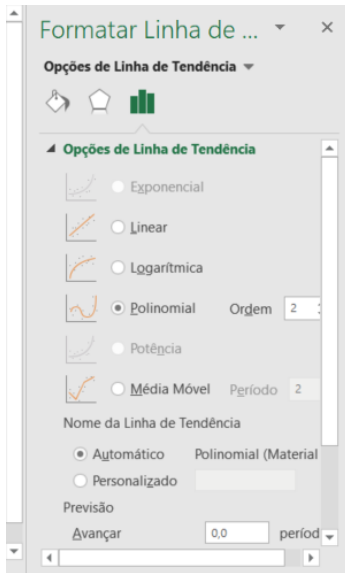 Formatar Linha de ...
Opções de Linha de Tendência
Opções de Linha de Tendência
Exponencial
Linear
Logarítmica
Polinomial Ordem 2
Potência
Média Móvel Período 2
Nome da Linha de Tendência
Automático Polinomial (Material
Personalizado
Previsão
Avançar 0,0 períod